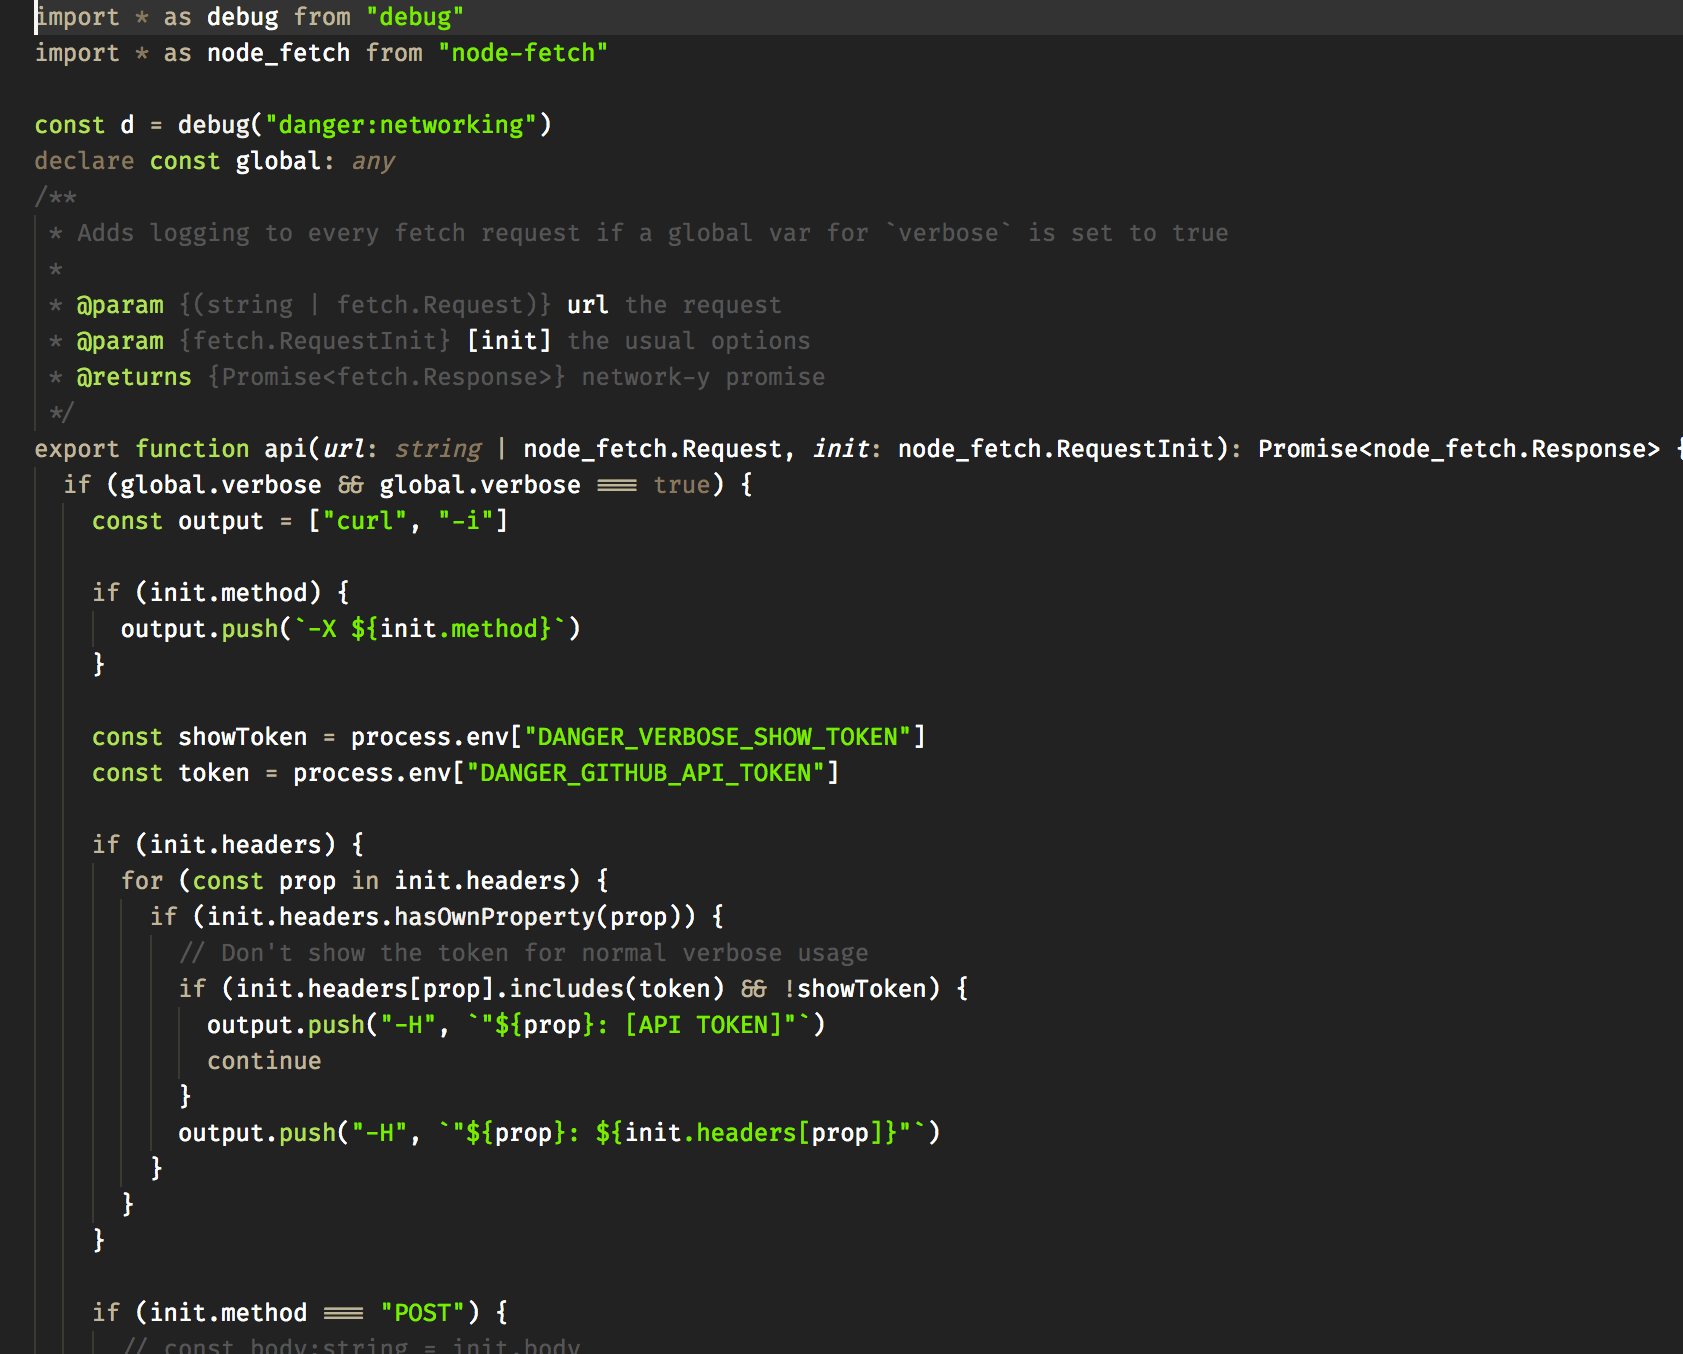 import * as debug from "debug"
import * as node_fetch from "node-fetch"

const d = debug("danger:networking")
declare const global: any
/**
 * Adds logging to every fetch request if a global var for `verbose` is set to true
 *
 * @param {(string | fetch.Request)} url the request
 * @param {fetch.RequestInit} [init] the usual options
 * @returns {Promise<fetch.Response>} network-y promise
 */
export function api(url: string | node_fetch.Request, init: node_fetch.RequestInit): Promise<node_fetch.Response> {
  if (global.verbose && global.verbose === true) {
    const output = ["curl", "-i"]

    if (init.method) {
      output.push(`-X ${init.method}`)
    }

    const showToken = process.env["DANGER_VERBOSE_SHOW_TOKEN"]
    const token = process.env["DANGER_GITHUB_API_TOKEN"]

    if (init.headers) {
      for (const prop in init.headers) {
        if (init.headers.hasOwnProperty(prop)) {
          // Don't show the token for normal verbose usage
          if (init.headers[prop].includes(token) && !showToken) {
            output.push("-H", `"${prop}: [API TOKEN]"`)
            continue
          }
          output.push("-H", `"${prop}: ${init.headers[prop]}"`)
        }
      }
    }

    if (init.method === "POST") {
      // const body:string = init.body